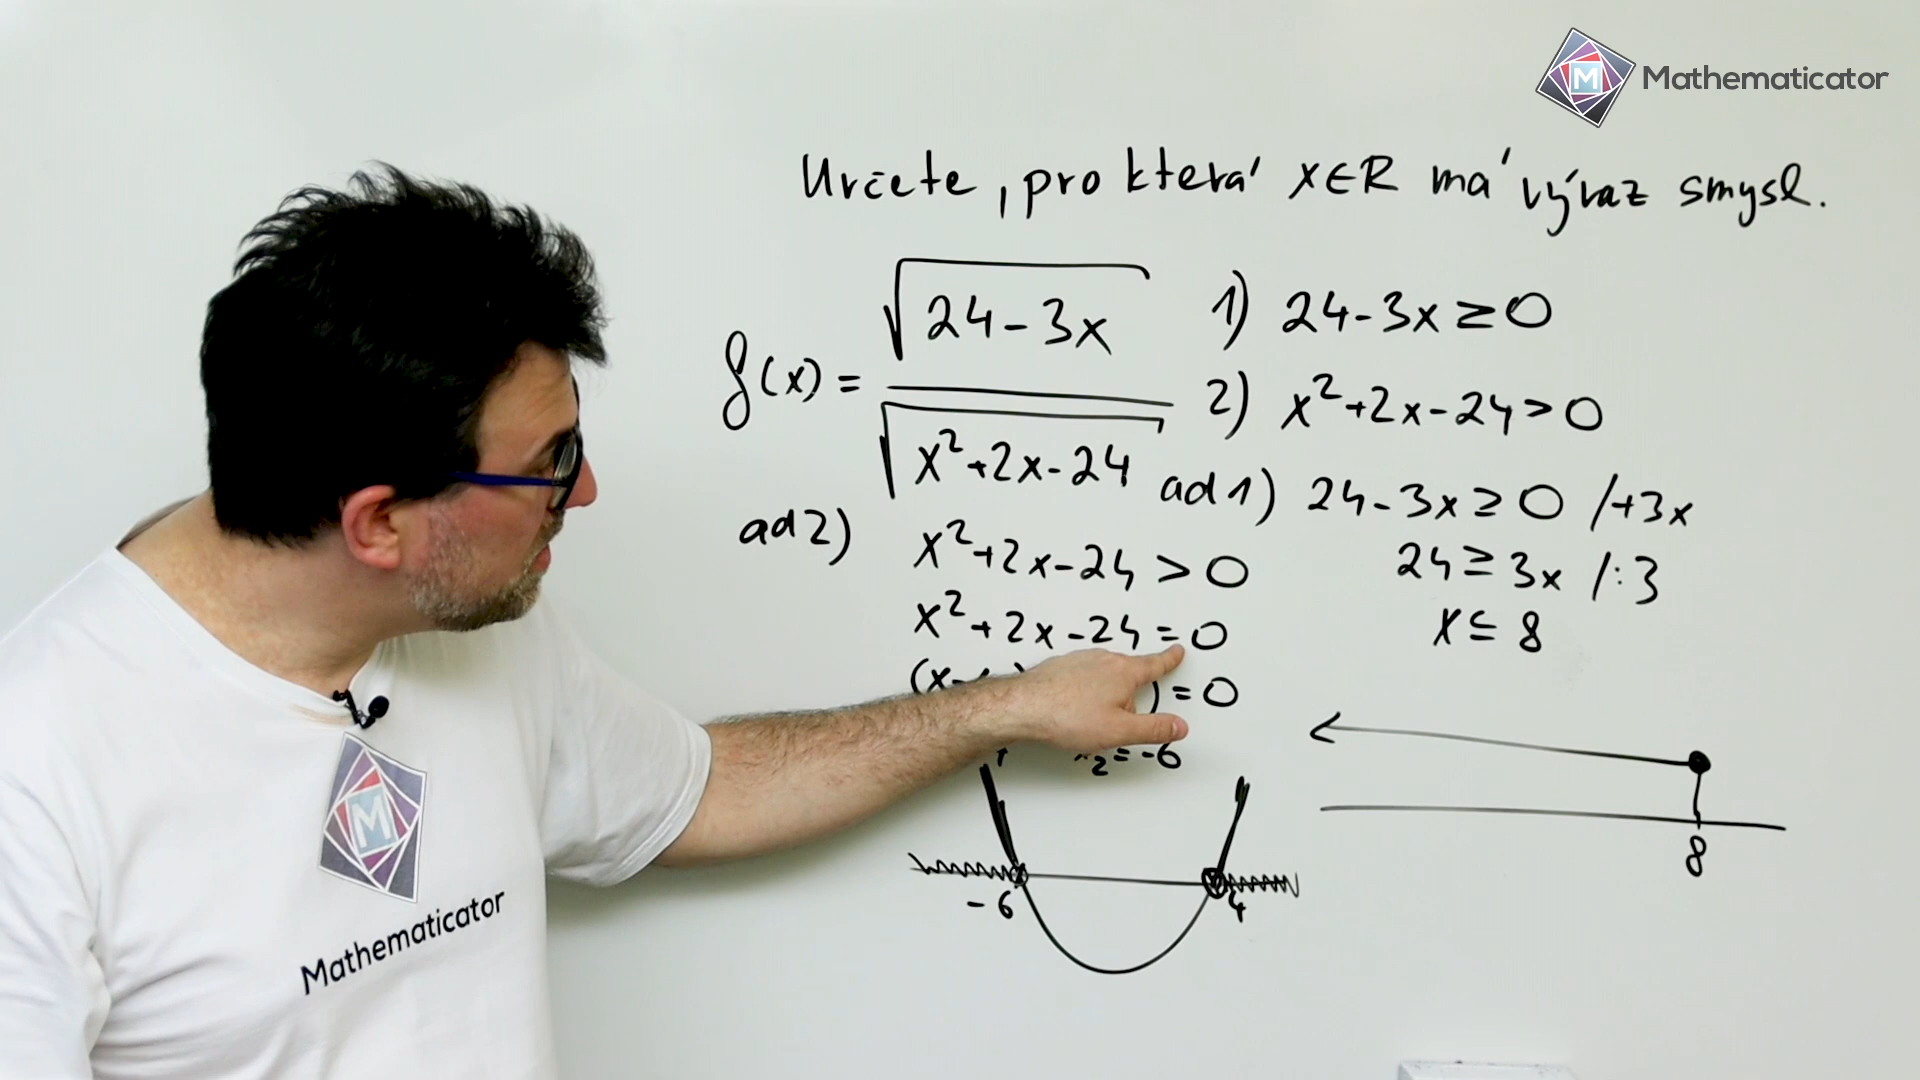 Mathematicator
Určete, pro která x∈R má výraz smysl.
f(x) = √(24-3x) / √(x²+2x-24)
1) 24-3x ≥ 0
2) x²+2x-24 > 0
ad 1) 24-3x ≥ 0 /+3x
24 ≥ 3x /:3
x ≤ 8
8
ad 2) x²+2x-24 > 0
x²+2x-24 = 0
(x- ) = 0
₂ = -6
-6 4
M
Mathematicator